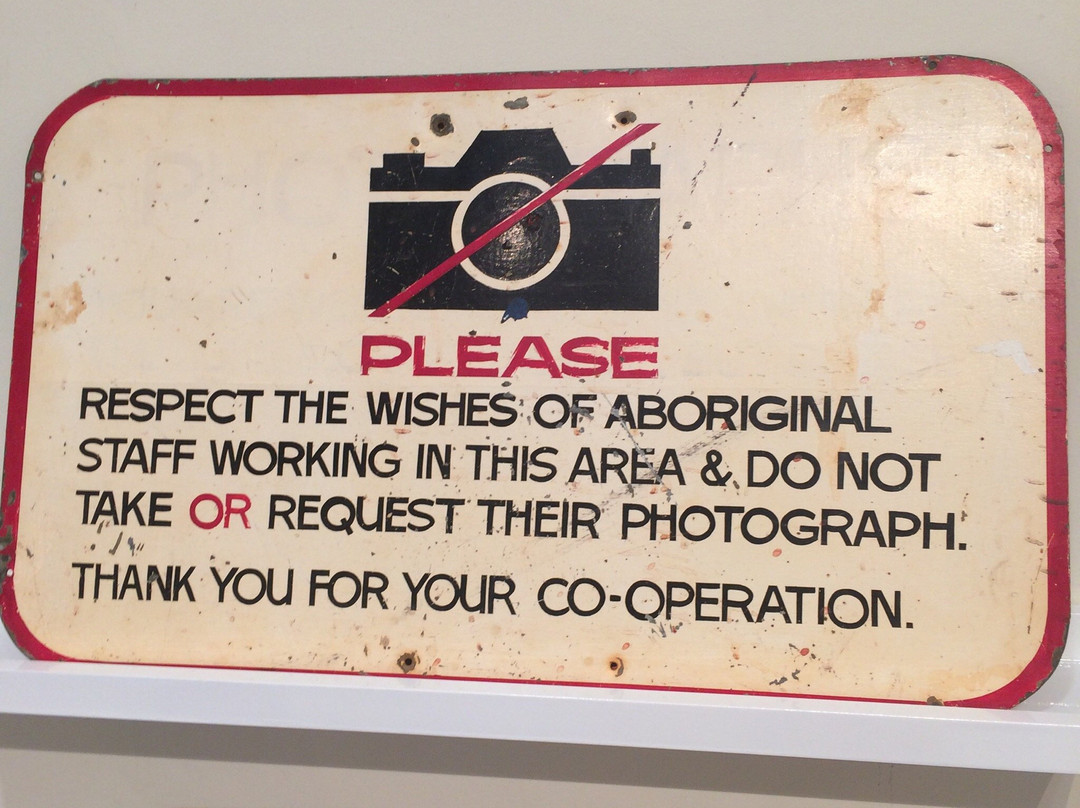 PLEASE
RESPECT THE WISHES OF ABORIGINAL
STAFF WORKING IN THIS AREA & DO NOT
TAKE OR REQUEST THEIR PHOTOGRAPH.
THANK YOU FOR YOUR CO-OPERATION.